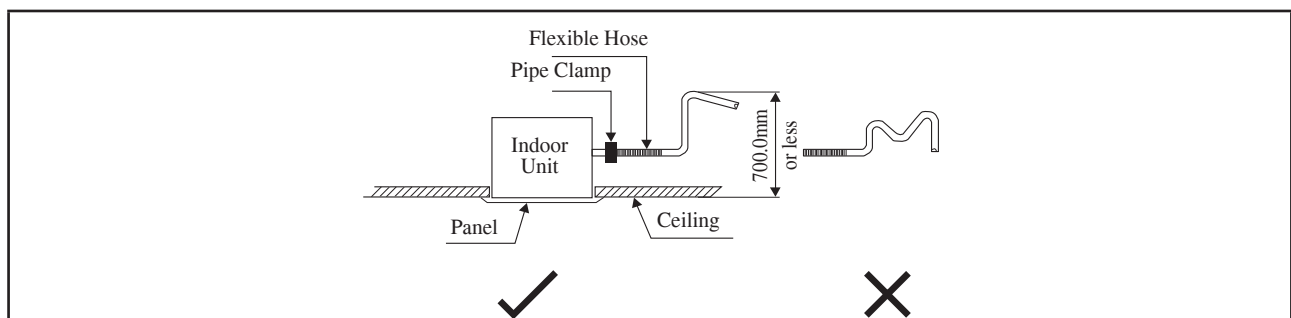 Flexible Hose
Pipe Clamp
Indoor
Unit
700.0mm
or less
Panel
Ceiling